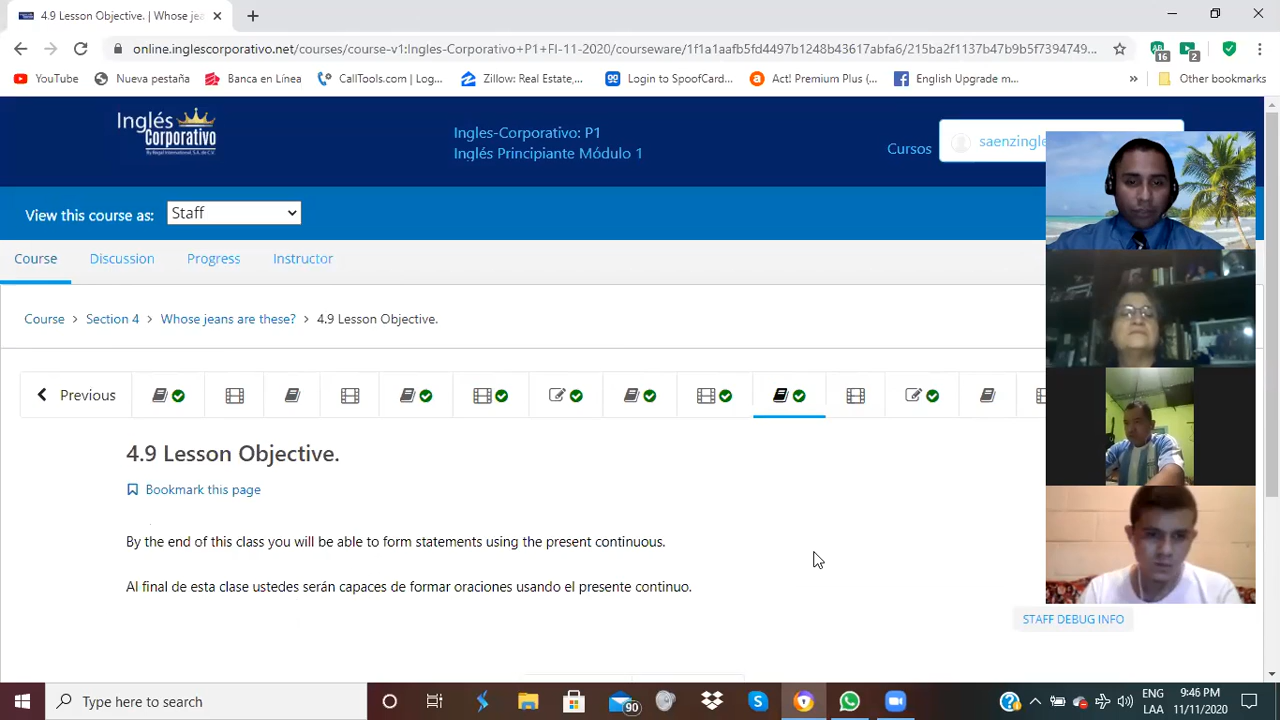 4.9 Lesson Objective. | Whose je
online.inglescorporativo.net/courses/course-v1:Ingles-Corporativo+P1+FI-11-2020/courseware/1f1a1aafb5fd4497b1248b43617abfa6/215ba2f1137b47b9b5f7394749...
16
2
YouTube
Nueva pestaña
Banca en Línea
CallTools.com | Log...
Zillow: Real Estate,...
Login to SpoofCard...
Act! Premium Plus (...
English Upgrade m...
»
Other bookmarks
Inglés
Corporativo
Ingles-Corporativo: P1
Inglés Principiante Módulo 1
Cursos
saenzingle
View this course as:
Staff
Course
Discussion
Progress
Instructor
Course > Section 4 > Whose jeans are these? > 4.9 Lesson Objective.
Previous
4.9 Lesson Objective.
Bookmark this page
By the end of this class you will be able to form statements using the present continuous.
Al final de esta clase ustedes serán capaces de formar oraciones usando el presente continuo.
STAFF DEBUG INFO
Type here to search
90
ENG
LAA
9:46 PM
11/11/2020